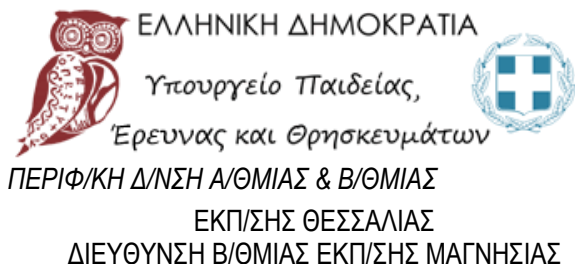 ΕΛΛΗΝΙΚΗ ΔΗΜΟΚΡΑΤΙΑ
Υπουργείο Παιδείας,
Έρευνας και Θρησκευμάτων
ΠΕΡΙΦ/ΚΗ Δ/ΝΣΗ Α/ΘΜΙΑΣ & Β/ΘΜΙΑΣ
ΕΚΠ/ΣΗΣ ΘΕΣΣΑΛΙΑΣ
ΔΙΕΥΘΥΝΣΗ Β/ΘΜΙΑΣ ΕΚΠ/ΣΗΣ ΜΑΓΝΗΣΙΑΣ